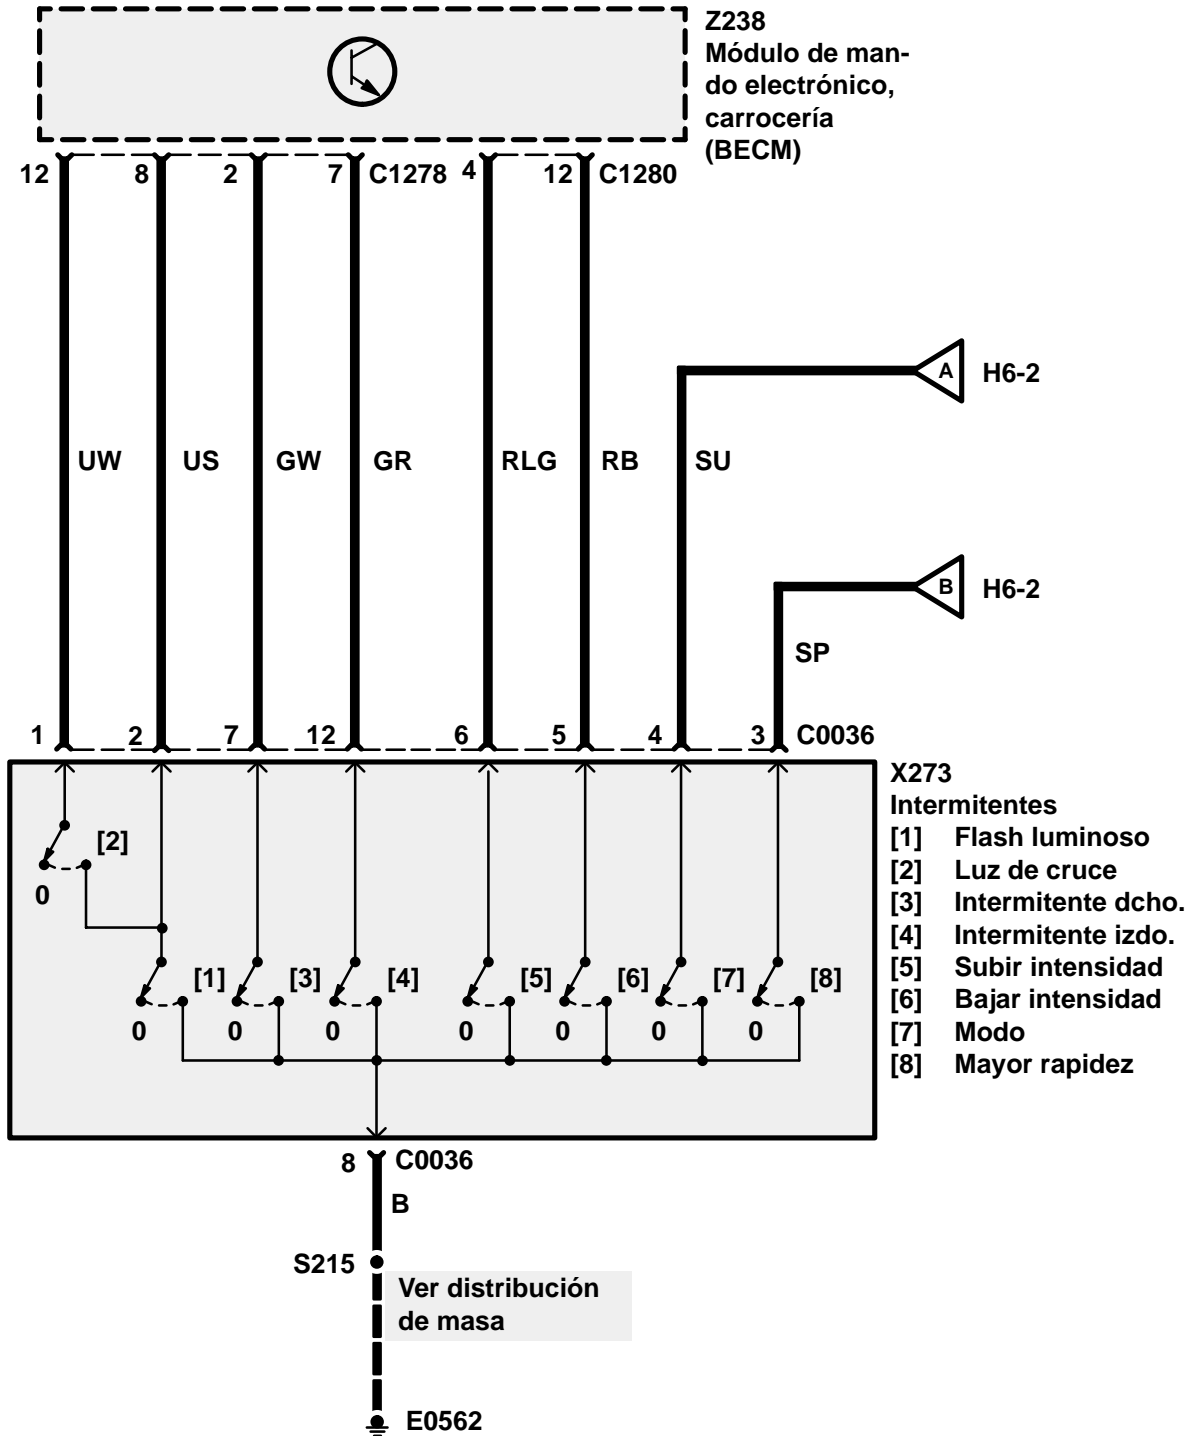 Z238
Módulo de man-
do electrónico,
carrocería
(BECM)
12 8 2 7 C1278 4 12 C1280
A H6-2
UW US GW GR RLG RB SU
B H6-2
SP
1 2 7 12 6 5 4 3 C0036
X273
Intermitentes
[1] Flash luminoso
[2] Luz de cruce
[3] Intermitente dcho.
[4] Intermitente izdo.
[5] Subir intensidad
[6] Bajar intensidad
[7] Modo
[8] Mayor rapidez
[2]
0
[1] [3] [4] [5] [6] [7] [8]
0 0 0 0 0 0 0
8 C0036
B
S215
Ver distribución
de masa
E0562